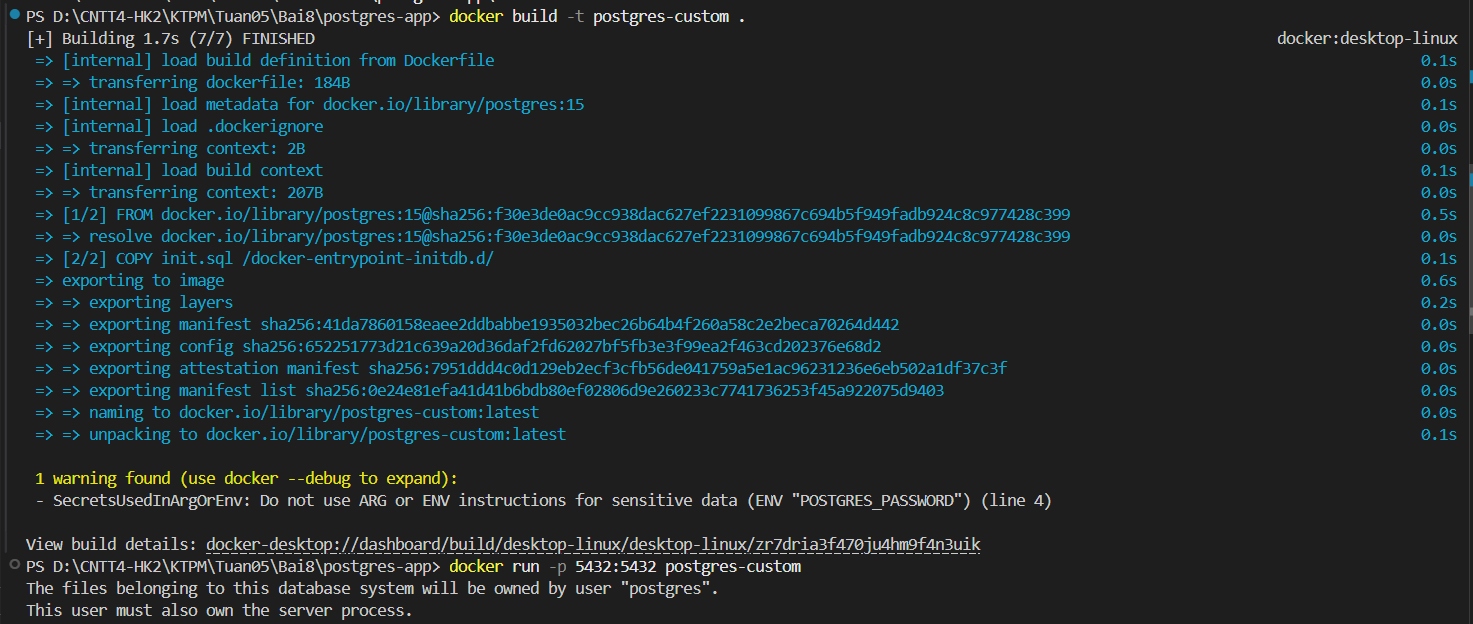 PS D:\CNTT4-HK2\KTPM\Tuan05\Bai8\postgres-app> docker build -t postgres-custom .
[+] Building 1.7s (7/7) FINISHED docker:desktop-linux
=> [internal] load build definition from Dockerfile 0.1s
=> => transferring dockerfile: 184B 0.0s
=> [internal] load metadata for docker.io/library/postgres:15 0.1s
=> [internal] load .dockerignore 0.0s
=> => transferring context: 2B 0.0s
=> [internal] load build context 0.1s
=> => transferring context: 207B 0.0s
=> [1/2] FROM docker.io/library/postgres:15@sha256:f30e3de0ac9cc938dac627ef2231099867c694b5f949fadb924c8c977428c399 0.5s
=> => resolve docker.io/library/postgres:15@sha256:f30e3de0ac9cc938dac627ef2231099867c694b5f949fadb924c8c977428c399 0.0s
=> [2/2] COPY init.sql /docker-entrypoint-initdb.d/ 0.1s
=> exporting to image 0.6s
=> => exporting layers 0.2s
=> => exporting manifest sha256:41da7860158eaee2ddbabbe1935032bec26b64b4f260a58c2e2beca70264d442 0.0s
=> => exporting config sha256:652251773d21c639a20d36daf2fd62027bf5fb3e3f99ea2f463cd202376e68d2 0.0s
=> => exporting attestation manifest sha256:7951ddd4c0d129eb2ecf3cfb56de041759a5e1ac96231236e6eb502a1df37c3f 0.0s
=> => exporting manifest list sha256:0e24e81efa41d41b6bdb80ef02806d9e260233c7741736253f45a922075d9403 0.0s
=> => naming to docker.io/library/postgres-custom:latest 0.0s
=> => unpacking to docker.io/library/postgres-custom:latest 0.1s
1 warning found (use docker --debug to expand):
- SecretsUsedInArgOrEnv: Do not use ARG or ENV instructions for sensitive data (ENV "POSTGRES_PASSWORD") (line 4)
View build details: docker-desktop://dashboard/build/desktop-linux/desktop-linux/zr7dria3f470ju4hm9f4n3uik
PS D:\CNTT4-HK2\KTPM\Tuan05\Bai8\postgres-app> docker run -p 5432:5432 postgres-custom
The files belonging to this database system will be owned by user "postgres".
This user must also own the server process.